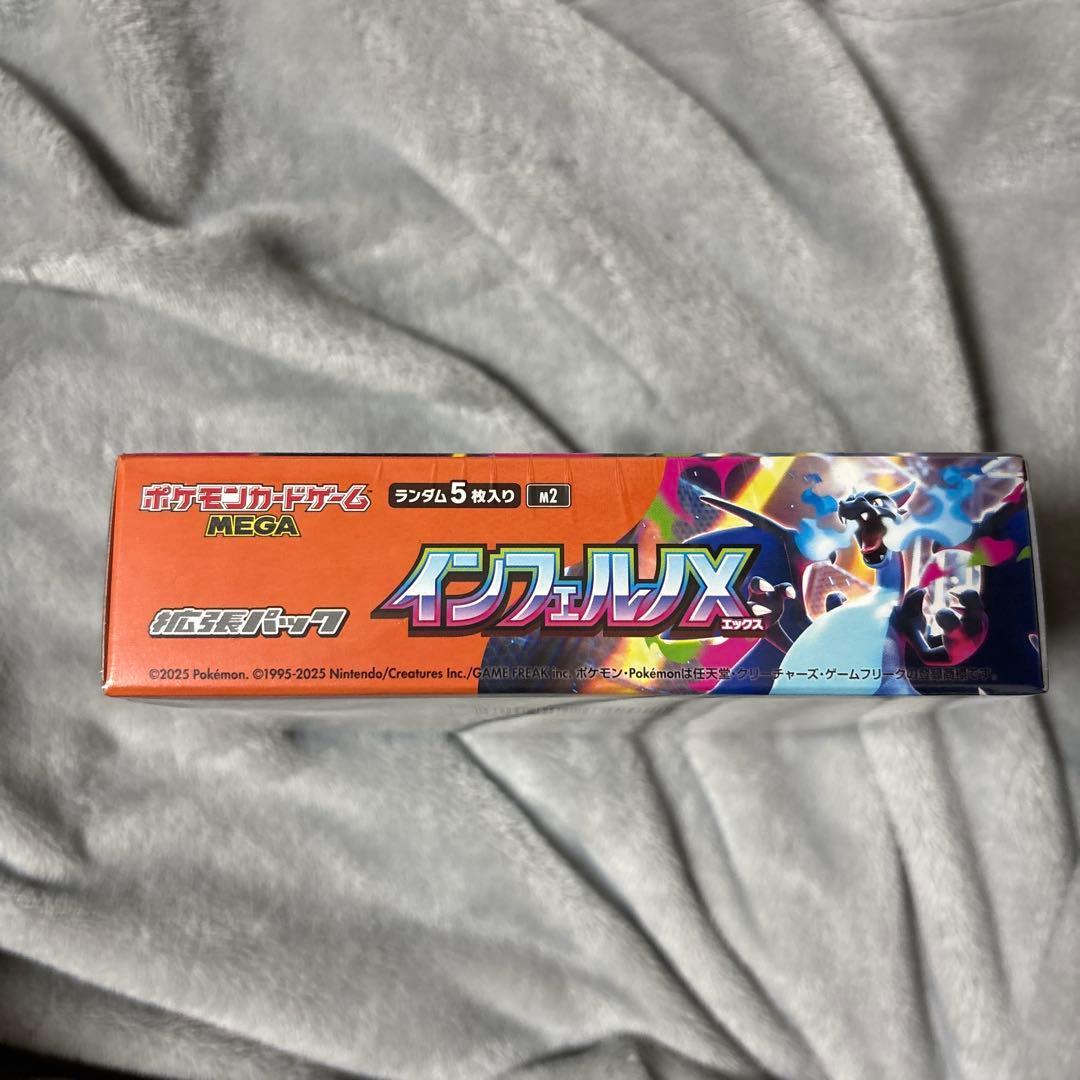 ポケモンカードゲーム
MEGA
ランダム5枚入り
M2
インフェルノX
エックス
拡張パック
©2025 Pokémon. ©1995-2025 Nintendo/Creatures Inc./GAME FREAK inc. ポケモン・Pokémonは任天堂・クリーチャーズ・ゲームフリークの登録商標です。